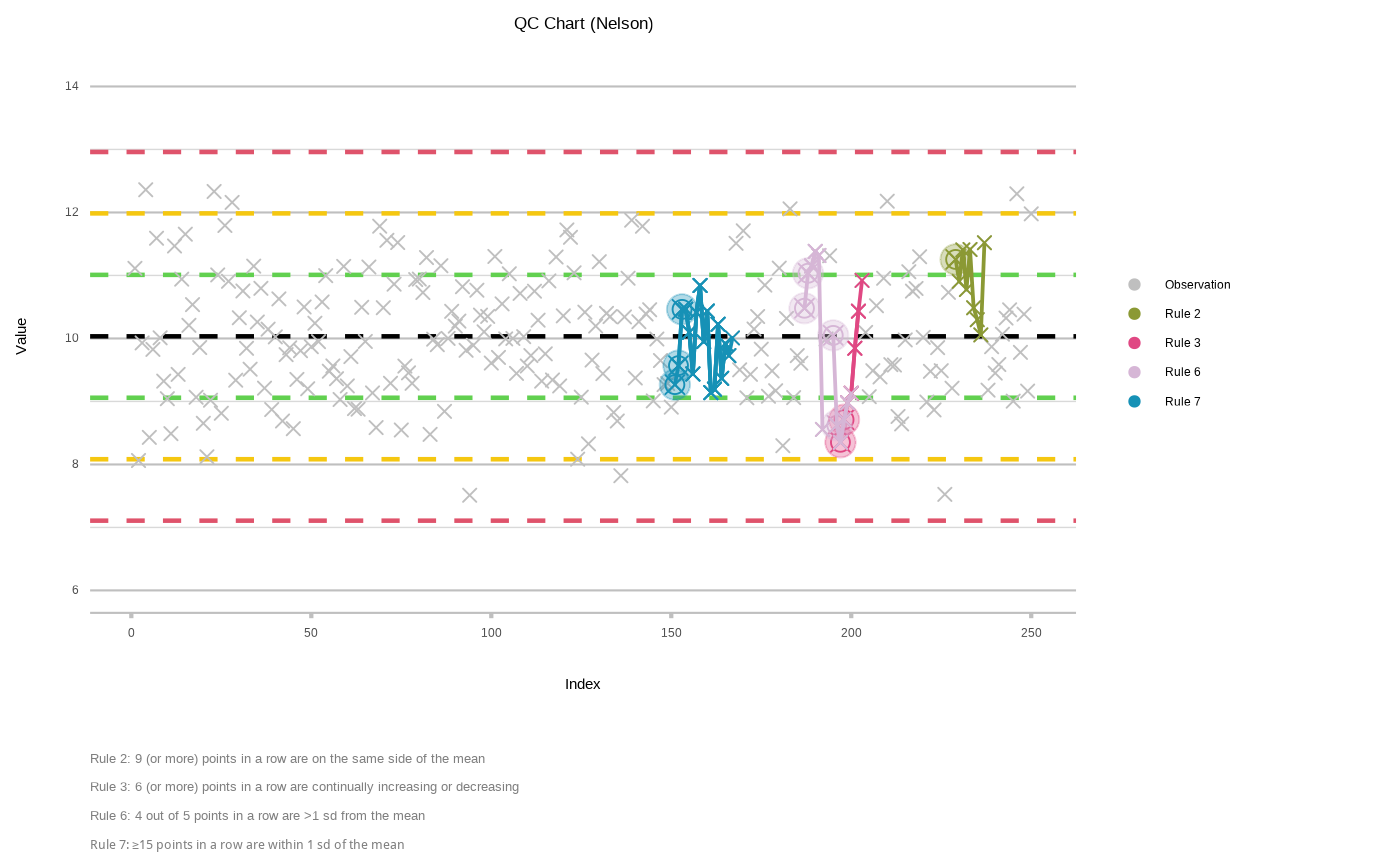 QC Chart (Nelson)
14
12
10
8
6
Value
0 50 100 150 200 250
Index
Observation
Rule 2
Rule 3
Rule 6
Rule 7
Rule 2: 9 (or more) points in a row are on the same side of the mean
Rule 3: 6 (or more) points in a row are continually increasing or decreasing
Rule 6: 4 out of 5 points in a row are >1 sd from the mean
Rule 7: ≥15 points in a row are within 1 sd of the mean